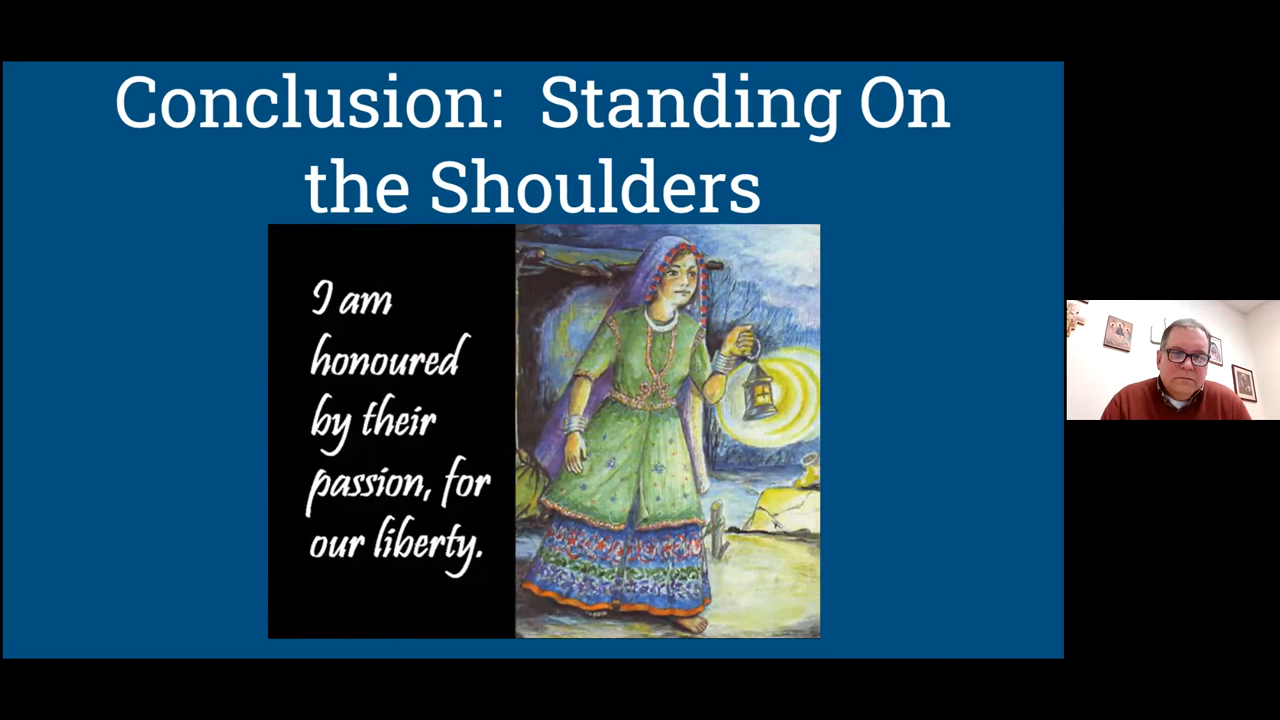 Conclusion:  Standing On
the Shoulders
I am
honoured
by their
passion, for
our liberty.